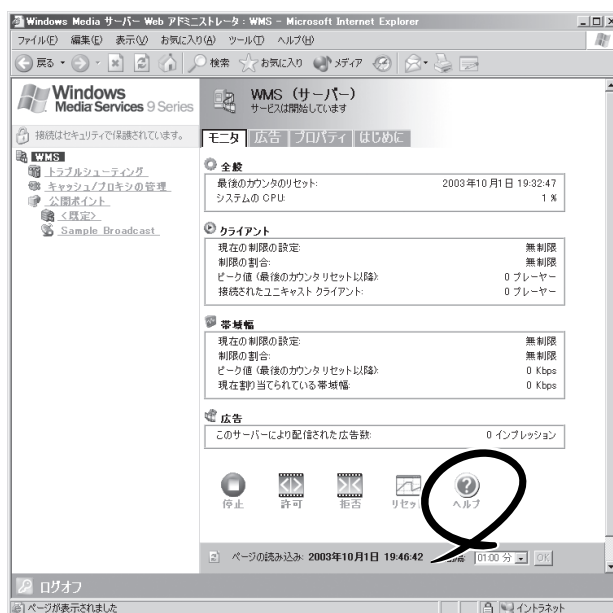 Windows Media サーバー Web アドミニストレータ : WMS - Microsoft Internet Explorer
ファイル(F) 編集(E) 表示(V) お気に入り(A) ツール(T) ヘルプ(H)
戻る 検索 お気に入り メディア
Windows
Media Services 9 Series
WMS (サーバー)
サービスは開始しています
接続はセキュリティで保護されています。
モニタ 広告 プロパティ はじめに
WMS
トラブルシューティング
キャッシュ/プロキシの管理
公開ポイント
<既定>
Sample Broadcast
全般
最後のカウンタのリセット: 2003年10月1日 19:32:47
システムの CPU: 1 %
クライアント
現在の制限の設定: 無制限
制限の割合: 無制限
ピーク値 (最後のカウンタ リセット以降): 0 プレーヤー
接続されたユニキャスト クライアント: 0 プレーヤー
帯域幅
現在の制限の設定: 無制限
制限の割合: 無制限
ピーク値 (最後のカウンタ リセット以降): 0 Kbps
現在割り当てられている帯域幅: 0 Kbps
広告
このサーバーにより配信された広告数: 0 インプレッション
停止 許可 拒否 リセッ ヘルプ
ページの読み込み: 2003年10月1日 19:46:42 01:00 分 OK
ログオフ
ページが表示されました イントラネット